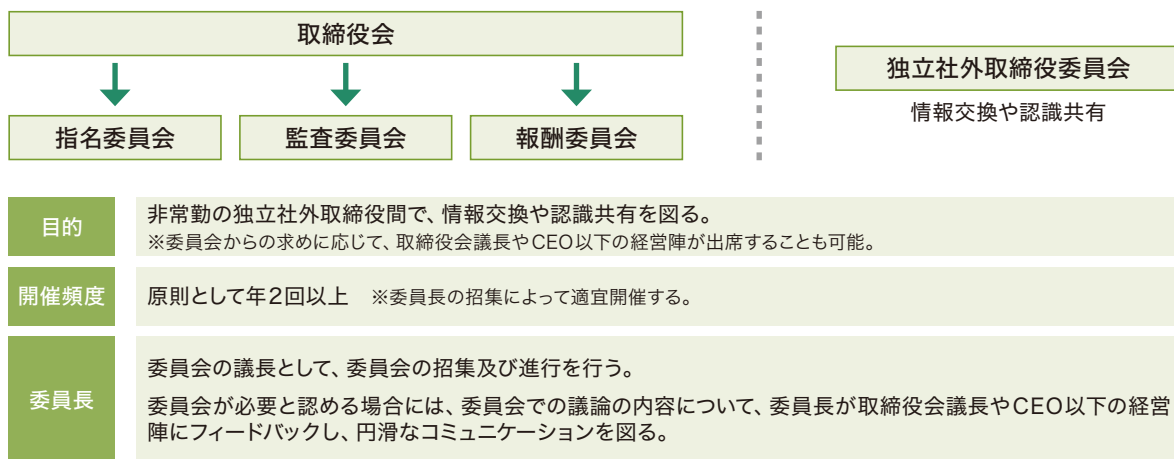 取締役会
独立社外取締役委員会
情報交換や認識共有
指名委員会
監査委員会
報酬委員会
目的
非常勤の独立社外取締役間で、情報交換や認識共有を図る。
※委員会からの求めに応じて、取締役会議長やCEO以下の経営陣が出席することも可能。
開催頻度
原則として年2回以上 ※委員長の招集によって適宜開催する。
委員長
委員会の議長として、委員会の招集及び進行を行う。
委員会が必要と認める場合には、委員会での議論の内容について、委員長が取締役会議長やCEO以下の経営
陣にフィードバックし、円滑なコミュニケーションを図る。